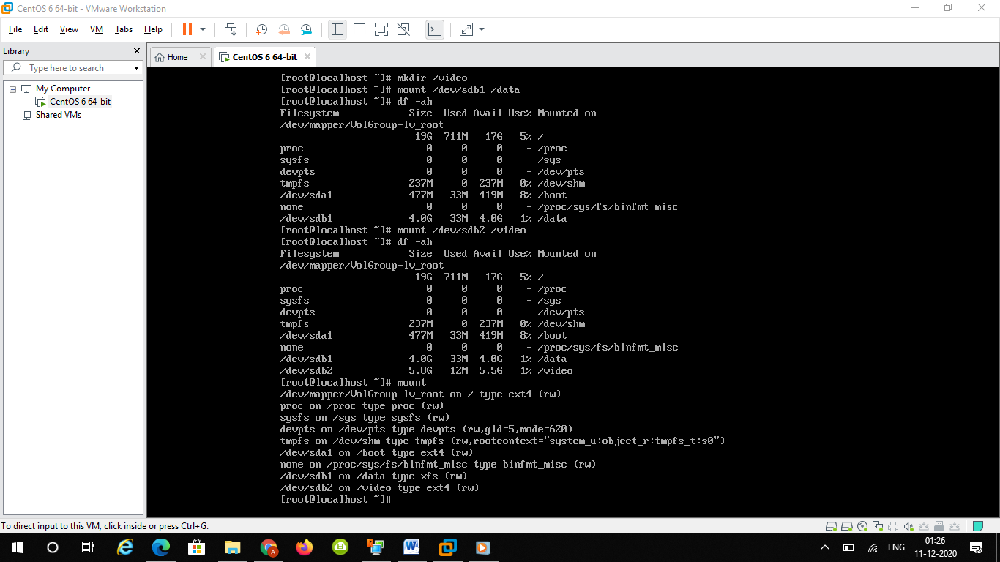 CentOS 6 64-bit - VMware Workstation
File Edit View VM Tabs Help
Library
Type here to search
My Computer
CentOS 6 64-bit
Shared VMs
Home
CentOS 6 64-bit
[root@localhost ~]# mkdir /video
[root@localhost ~]# mount /dev/sdb1 /data
[root@localhost ~]# df -ah
Filesystem            Size  Used Avail Use% Mounted on
/dev/mapper/VolGroup-lv_root
                       19G  711M   17G   5% /
proc                     0     0     0    - /proc
sysfs                    0     0     0    - /sys
devpts                   0     0     0    - /dev/pts
tmpfs                 237M     0  237M   0% /dev/shm
/dev/sda1             477M   33M  419M   8% /boot
none                     0     0     0    - /proc/sys/fs/binfmt_misc
/dev/sdb1             4.0G   33M  4.0G   1% /data
[root@localhost ~]# mount /dev/sdb2 /video
[root@localhost ~]# df -ah
Filesystem            Size  Used Avail Use% Mounted on
/dev/mapper/VolGroup-lv_root
                       19G  711M   17G   5% /
proc                     0     0     0    - /proc
sysfs                    0     0     0    - /sys
devpts                   0     0     0    - /dev/pts
tmpfs                 237M     0  237M   0% /dev/shm
/dev/sda1             477M   33M  419M   8% /boot
none                     0     0     0    - /proc/sys/fs/binfmt_misc
/dev/sdb1             4.0G   33M  4.0G   1% /data
/dev/sdb2             5.8G   12M  5.5G   1% /video
[root@localhost ~]# mount
/dev/mapper/VolGroup-lv_root on / type ext4 (rw)
proc on /proc type proc (rw)
sysfs on /sys type sysfs (rw)
devpts on /dev/pts type devpts (rw,gid=5,mode=620)
tmpfs on /dev/shm type tmpfs (rw,rootcontext="system_u:object_r:tmpfs_t:s0")
/dev/sda1 on /boot type ext4 (rw)
none on /proc/sys/fs/binfmt_misc type binfmt_misc (rw)
/dev/sdb1 on /data type xfs (rw)
/dev/sdb2 on /video type ext4 (rw)
[root@localhost ~]#
To direct input to this VM, click inside or press Ctrl+G.
ENG
01:26
11-12-2020